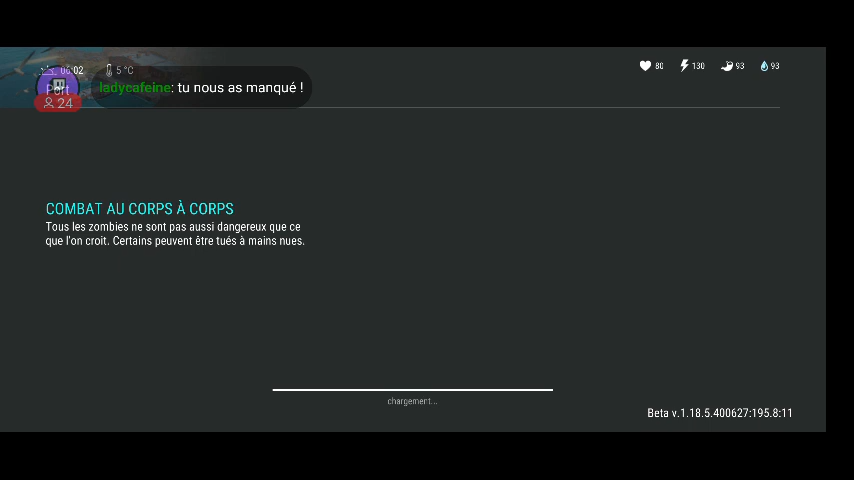 06:02
5 °C
80
130
93
93
Port
24
ladycafeine: tu nous as manqué !
COMBAT AU CORPS À CORPS
Tous les zombies ne sont pas aussi dangereux que ce
que l'on croit. Certains peuvent être tués à mains nues.
chargement...
Beta v.1.18.5.400627:195.8:11